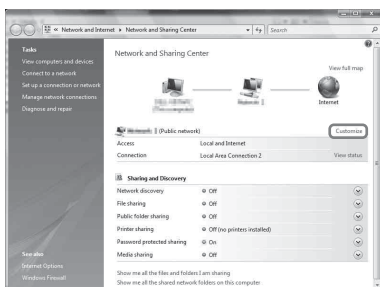 « Network and Internet ▸ Network and Sharing Center
Search
Tasks
View computers and devices
Connect to a network
Set up a connection or network
Manage network connections
Diagnose and repair
See also
Internet Options
Windows Firewall
Network and Sharing Center
View full map
Internet
(Public network)
Customize
Access Local and Internet
Connection Local Area Connection 2 View status
Sharing and Discovery
Network discovery Off
File sharing Off
Public folder sharing Off
Printer sharing Off (no printers installed)
Password protected sharing On
Media sharing Off
Show me all the files and folders I am sharing
Show me all the shared network folders on this computer